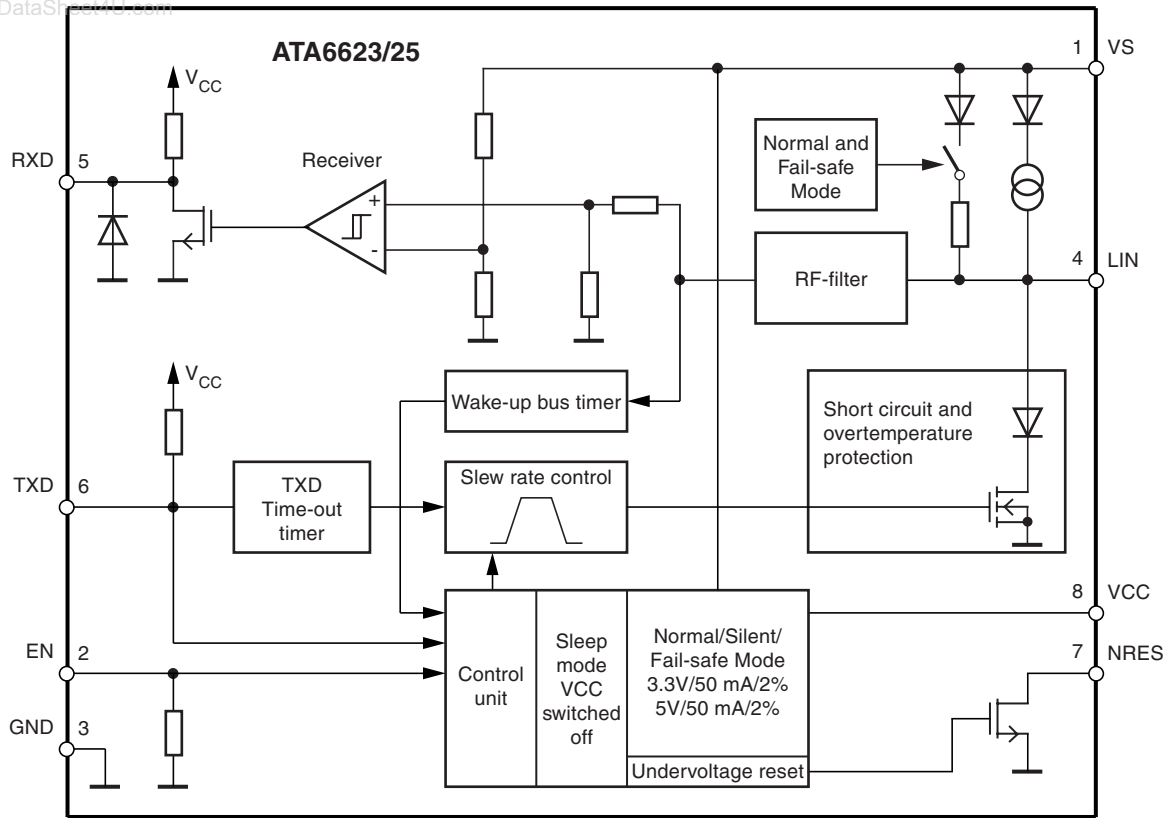 DataSheet4U.com
ATA6623/25
1 VS
VCC
RXD 5
Receiver
+
-
Normal and
Fail-safe
Mode
4 LIN
RF-filter
VCC
Wake-up bus timer
Short circuit and
overtemperature
protection
TXD 6
TXD
Time-out
timer
Slew rate control
8 VCC
EN 2
Control
unit
Sleep
mode
VCC
switched
off
Normal/Silent/
Fail-safe Mode
3.3V/50 mA/2%
5V/50 mA/2%
7 NRES
GND 3
Undervoltage reset